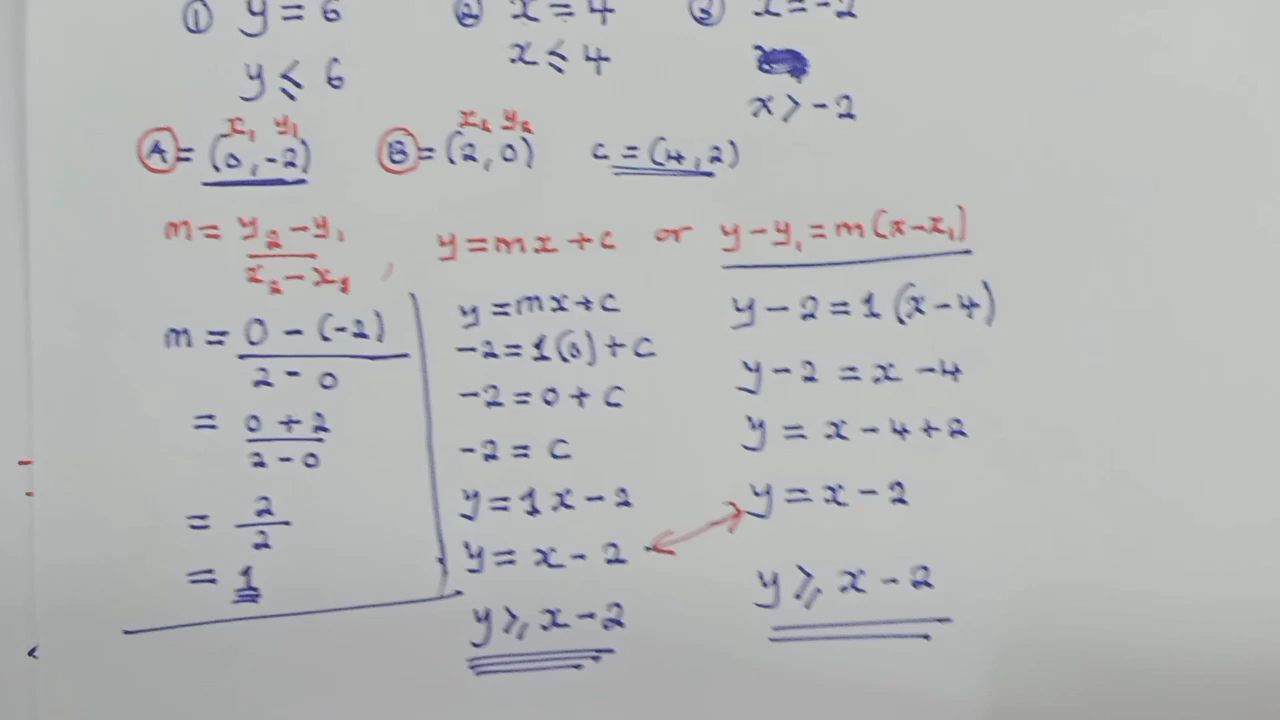 ① y = 6 ② x = 4 ③ x = -2
y ≤ 6 x ≤ 4
x > -2
x₁ y₁ x₂ y₂
A = (0, -2) B = (2, 0) c = (4, 2)
m = y₂ - y₁ / x₂ - x₁ , y = mx + c or y - y₁ = m(x - x₁)
m = 0 - (-2) / 2 - 0
= 0 + 2 / 2 - 0
= 2 / 2
= 1
y = mx + c
-2 = 1(0) + c
-2 = 0 + c
-2 = c
y = 1x - 2
y = x - 2
y ≥ x - 2
y - 2 = 1(x - 4)
y - 2 = x - 4
y = x - 4 + 2
y = x - 2
y ≥ x - 2